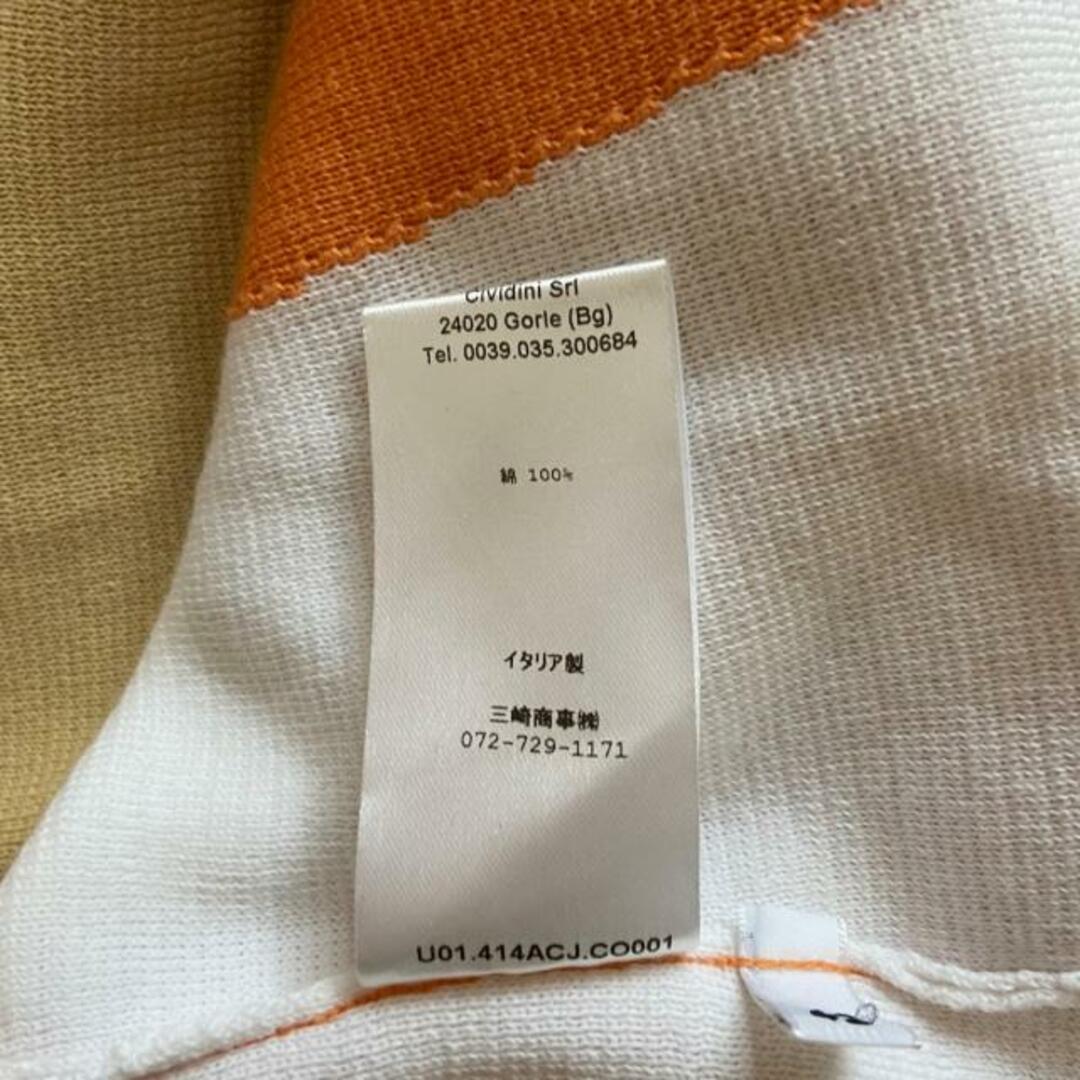 Cividini Srl
24020 Gorle (Bg)
Tel. 0039.035.300684
綿 100%
イタリア製
三崎商事㈱
072-729-1171
U01.414ACJ.CO001